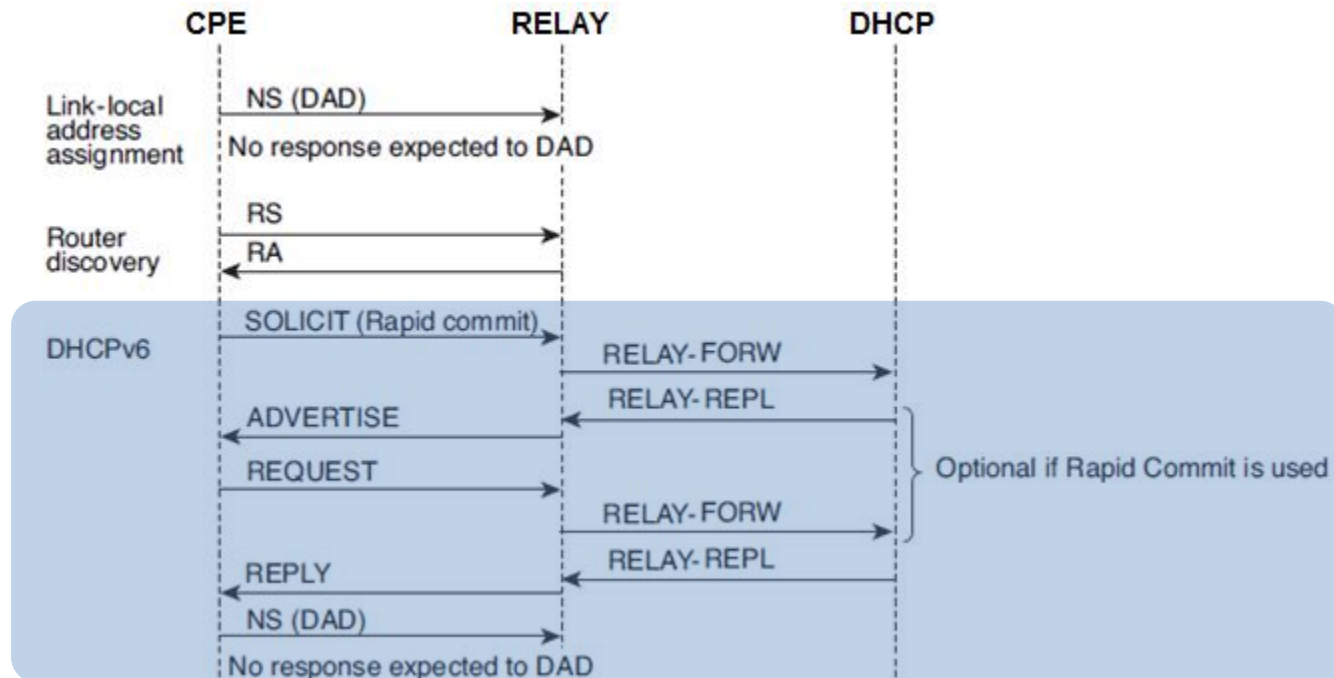 CPE RELAY DHCP
Link-local
address
assignment
NS (DAD)
No response expected to DAD
Router
discovery
RS
RA
DHCPv6
SOLICIT (Rapid commit)
RELAY-FORW
RELAY-REPL
ADVERTISE
REQUEST
Optional if Rapid Commit is used
RELAY-FORW
RELAY-REPL
REPLY
NS (DAD)
No response expected to DAD